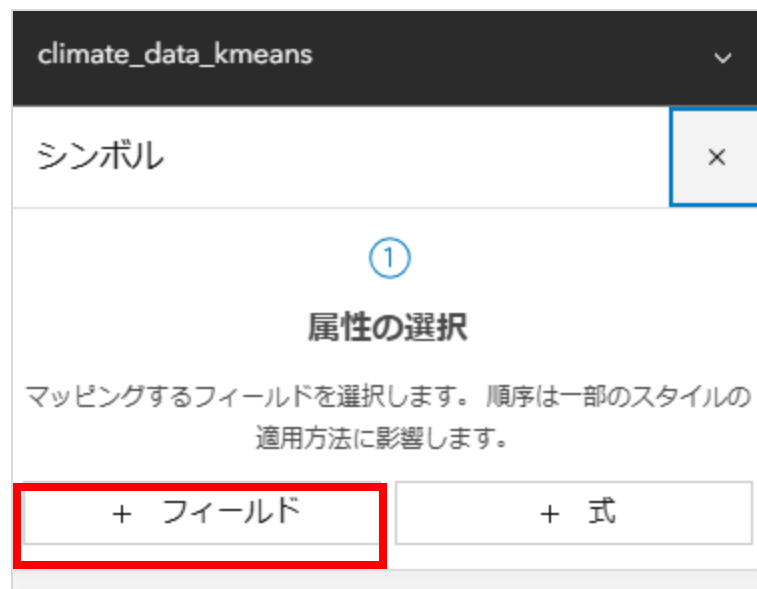 climate_data_kmeans
シンボル
1
属性の選択
マッピングするフィールドを選択します。 順序は一部のスタイルの
適用方法に影響します。
+ フィールド
+ 式